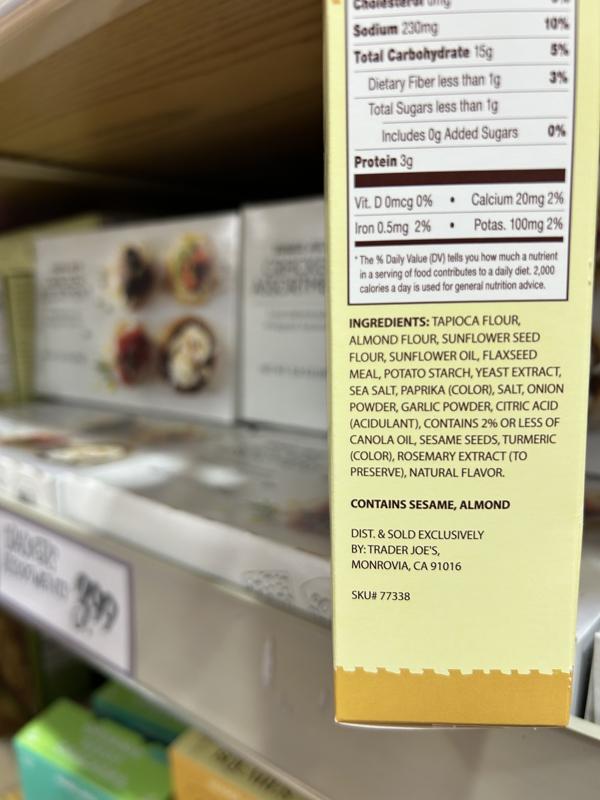 Cholesterol 0mg 0%
Sodium 230mg 10%
Total Carbohydrate 15g 5%
Dietary Fiber less than 1g 3%
Total Sugars less than 1g
Includes 0g Added Sugars 0%
Protein 3g
Vit. D 0mcg 0% • Calcium 20mg 2%
Iron 0.5mg 2% • Potas. 100mg 2%
* The % Daily Value (DV) tells you how much a nutrient
in a serving of food contributes to a daily diet. 2,000
calories a day is used for general nutrition advice.
INGREDIENTS: TAPIOCA FLOUR,
ALMOND FLOUR, SUNFLOWER SEED
FLOUR, SUNFLOWER OIL, FLAXSEED
MEAL, POTATO STARCH, YEAST EXTRACT,
SEA SALT, PAPRIKA (COLOR), SALT, ONION
POWDER, GARLIC POWDER, CITRIC ACID
(ACIDULANT), CONTAINS 2% OR LESS OF
CANOLA OIL, SESAME SEEDS, TURMERIC
(COLOR), ROSEMARY EXTRACT (TO
PRESERVE), NATURAL FLAVOR.
CONTAINS SESAME, ALMOND
DIST. & SOLD EXCLUSIVELY
BY: TRADER JOE'S,
MONROVIA, CA 91016
SKU# 77338
3.99